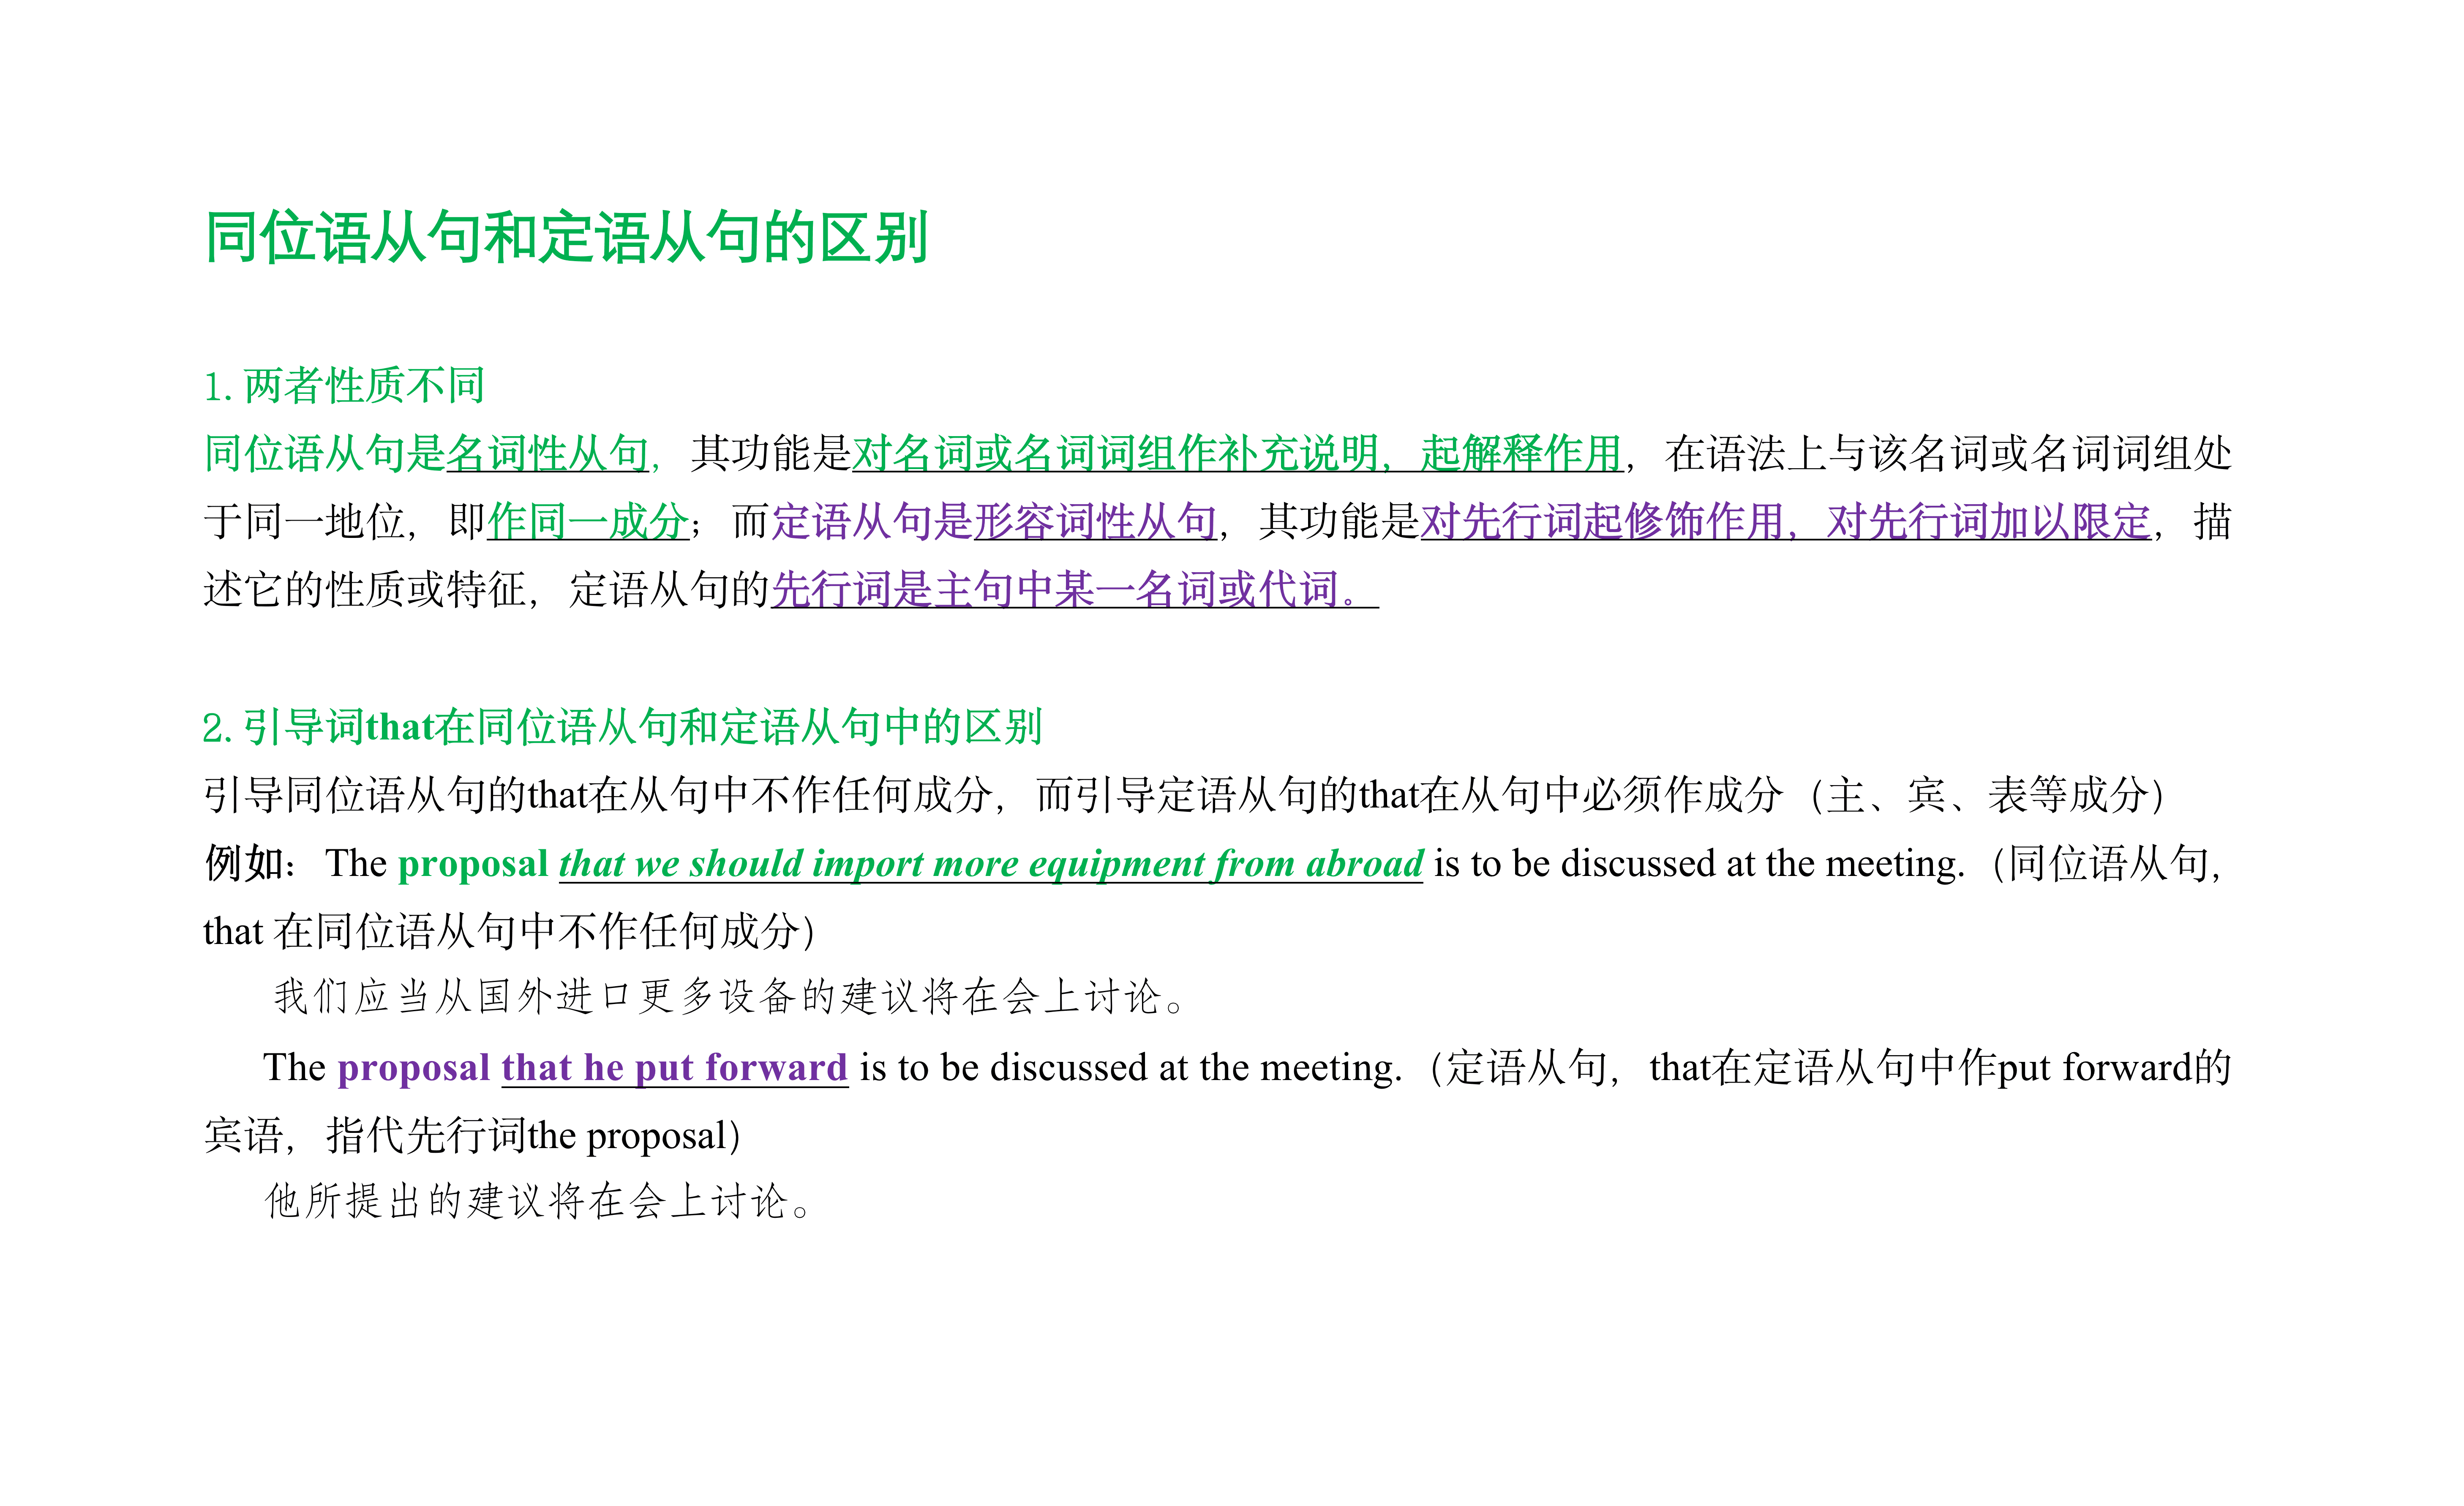 同位语从句和定语从句的区别
1. 两者性质不同
同位语从句是名词性从句，其功能是对名词或名词词组作补充说明，起解释作用，在语法上与该名词或名词词组处
于同一地位，即作同一成分；而定语从句是形容词性从句，其功能是对先行词起修饰作用，对先行词加以限定，描
述它的性质或特征，定语从句的先行词是主句中某一名词或代词。
2. 引导词that在同位语从句和定语从句中的区别
引导同位语从句的that在从句中不作任何成分，而引导定语从句的that在从句中必须作成分（主、宾、表等成分）
例如：The proposal that we should import more equipment from abroad is to be discussed at the meeting.（同位语从句，
that 在同位语从句中不作任何成分）
我们应当从国外进口更多设备的建议将在会上讨论。
The proposal that he put forward is to be discussed at the meeting.（定语从句，that在定语从句中作put forward的
宾语，指代先行词the proposal）
他所提出的建议将在会上讨论。